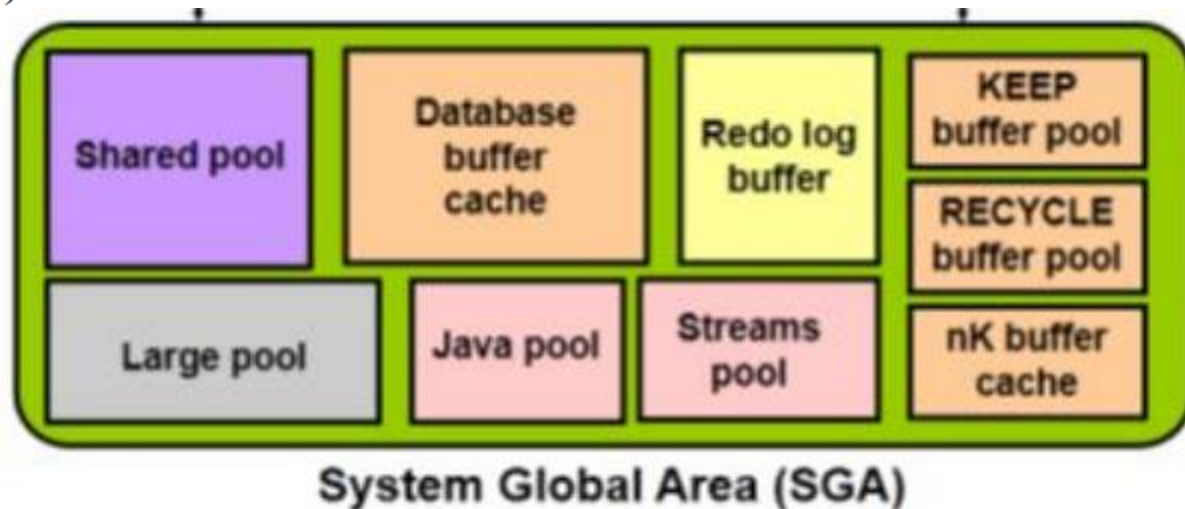 )
Shared pool
Database
buffer
cache
Redo log
buffer
KEEP
buffer pool
RECYCLE
buffer pool
nK buffer
cache
Large pool
Java pool
Streams
pool
System Global Area (SGA)